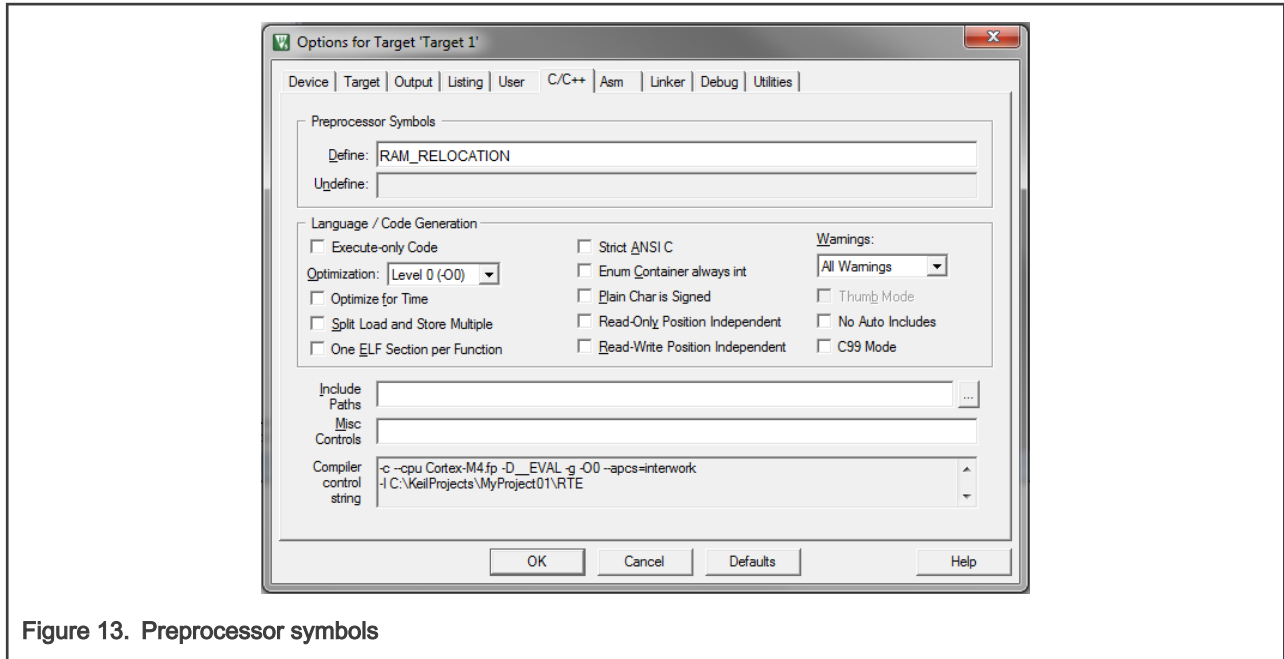 Options for Target 'Target 1'
Device Target Output Listing User C/C++ Asm Linker Debug Utilities
Preprocessor Symbols
Define: RAM_RELOCATION
Undefine:
Language / Code Generation
Execute-only Code Strict ANSI C Warnings:
Optimization: Level 0 (-O0) Enum Container always int All Warnings
Optimize for Time Plain Char is Signed Thumb Mode
Split Load and Store Multiple Read-Only Position Independent No Auto Includes
One ELF Section per Function Read-Write Position Independent C99 Mode
Include
Paths ...
Misc
Controls
Compiler
control
string
-c --cpu Cortex-M4.fp -D__EVAL -g -O0 --apcs=interwork
-I C:\KeilProjects\MyProject01\RTE
OK Cancel Defaults Help
Figure 13. Preprocessor symbols